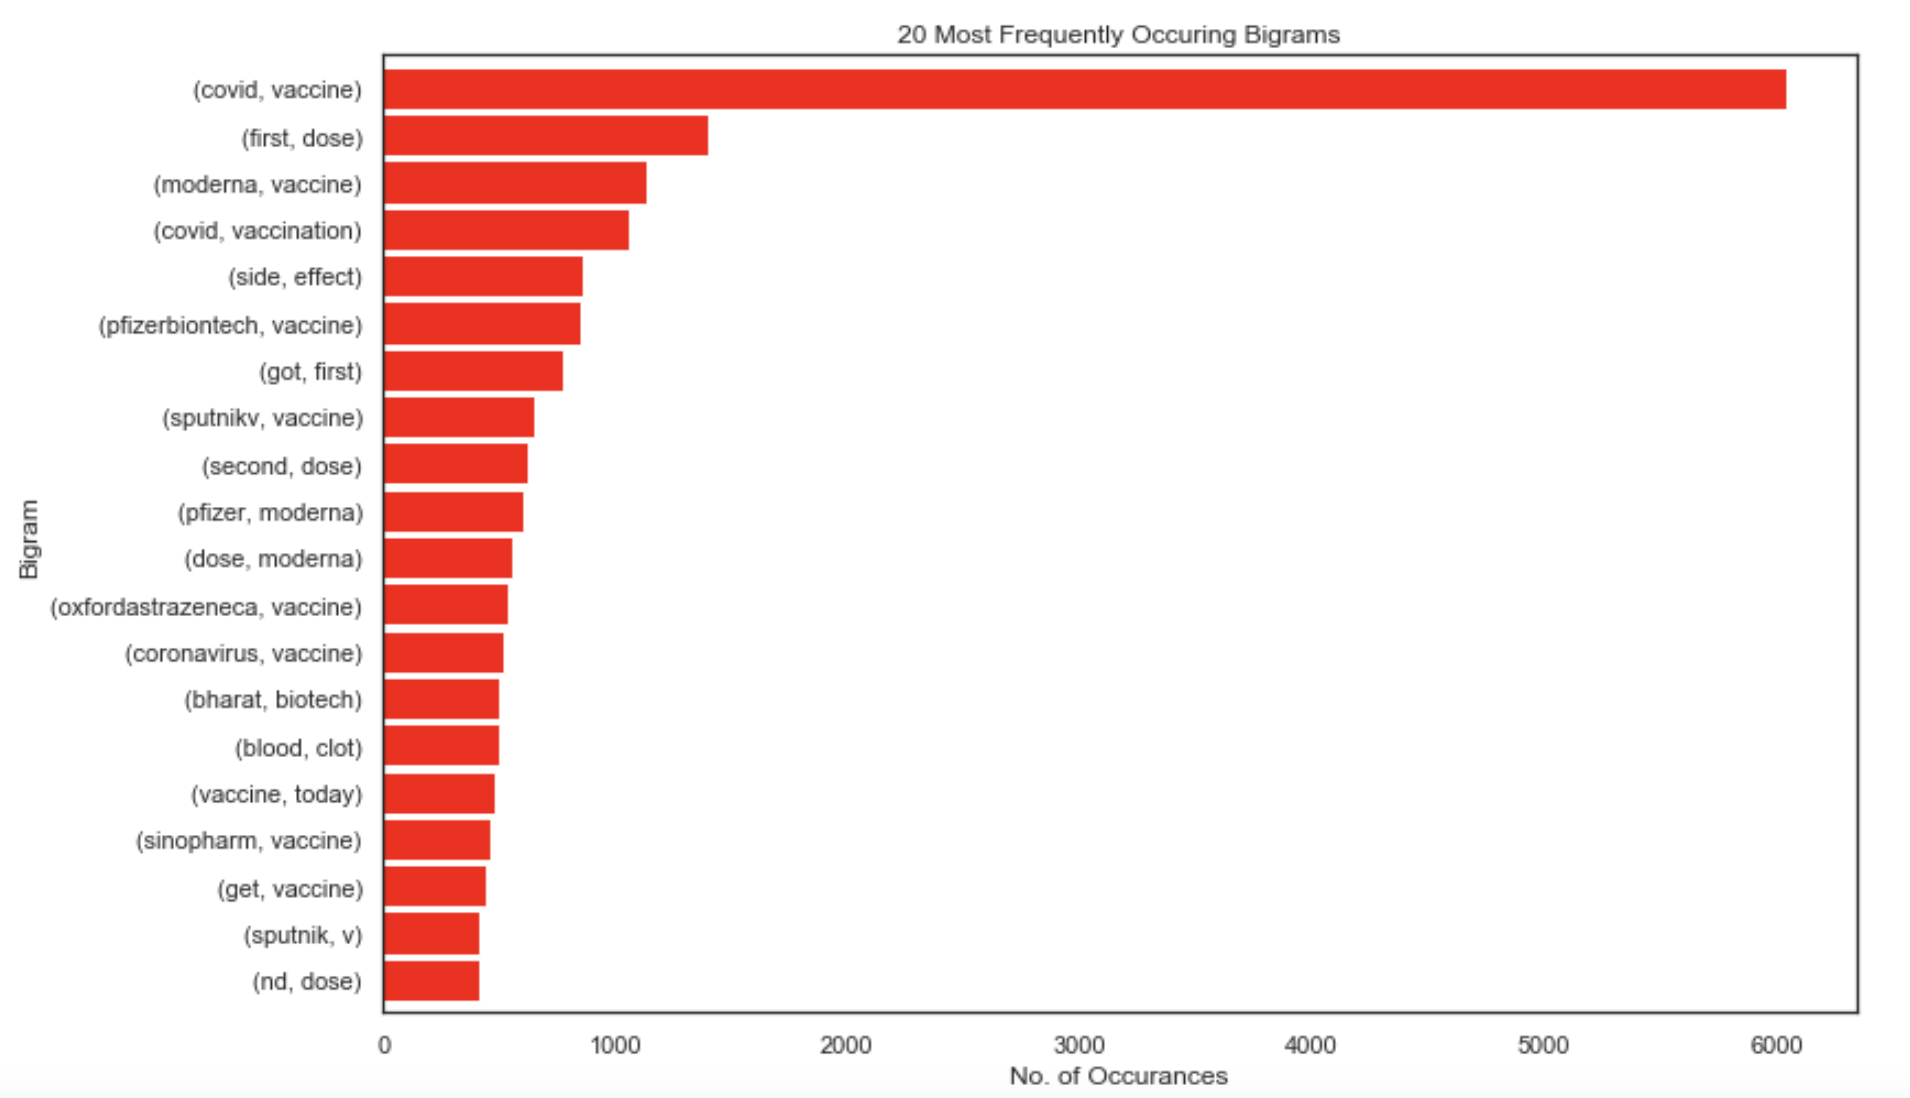 20 Most Frequently Occuring Bigrams
(covid, vaccine)
(first, dose)
(moderna, vaccine)
(covid, vaccination)
(side, effect)
(pfizerbiontech, vaccine)
(got, first)
(sputnikv, vaccine)
(second, dose)
(pfizer, moderna)
(dose, moderna)
(oxfordastrazeneca, vaccine)
(coronavirus, vaccine)
(bharat, biotech)
(blood, clot)
(vaccine, today)
(sinopharm, vaccine)
(get, vaccine)
(sputnik, v)
(nd, dose)
Bigram
0 1000 2000 3000 4000 5000 6000
No. of Occurances